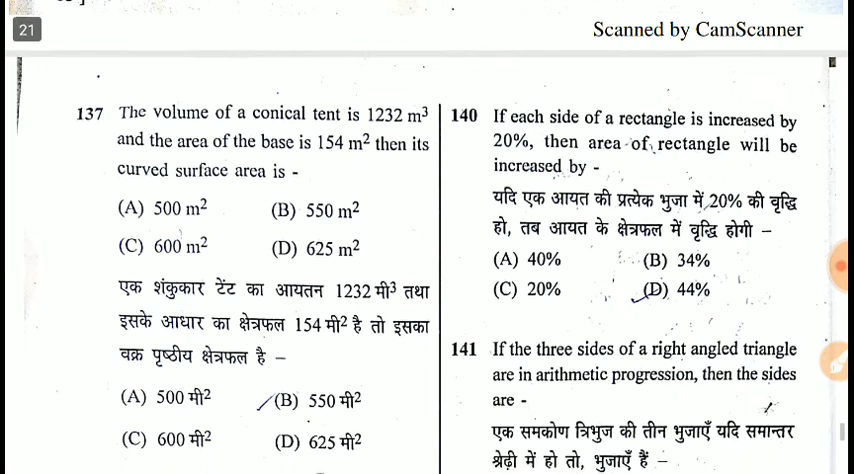 21
Scanned by CamScanner
137 The volume of a conical tent is 1232 m³
and the area of the base is 154 m² then its
curved surface area is -
(A) 500 m² (B) 550 m²
(C) 600 m² (D) 625 m²
एक शंकुकार टेंट का आयतन 1232 मी³ तथा
इसके आधार का क्षेत्रफल 154 मी² है तो इसका
वक्र पृष्ठीय क्षेत्रफल है –
(A) 500 मी² (B) 550 मी²
(C) 600 मी² (D) 625 मी²
140 If each side of a rectangle is increased by
20%, then area of rectangle will be
increased by -
यदि एक आयत की प्रत्येक भुजा में 20% की वृद्धि
हो, तब आयत के क्षेत्रफल में वृद्धि होगी –
(A) 40% (B) 34%
(C) 20% (D) 44%
141 If the three sides of a right angled triangle
are in arithmetic progression, then the sides
are -
एक समकोण त्रिभुज की तीन भुजाएँ यदि समान्तर
श्रेढ़ी में हो तो, भुजाएँ हैं –